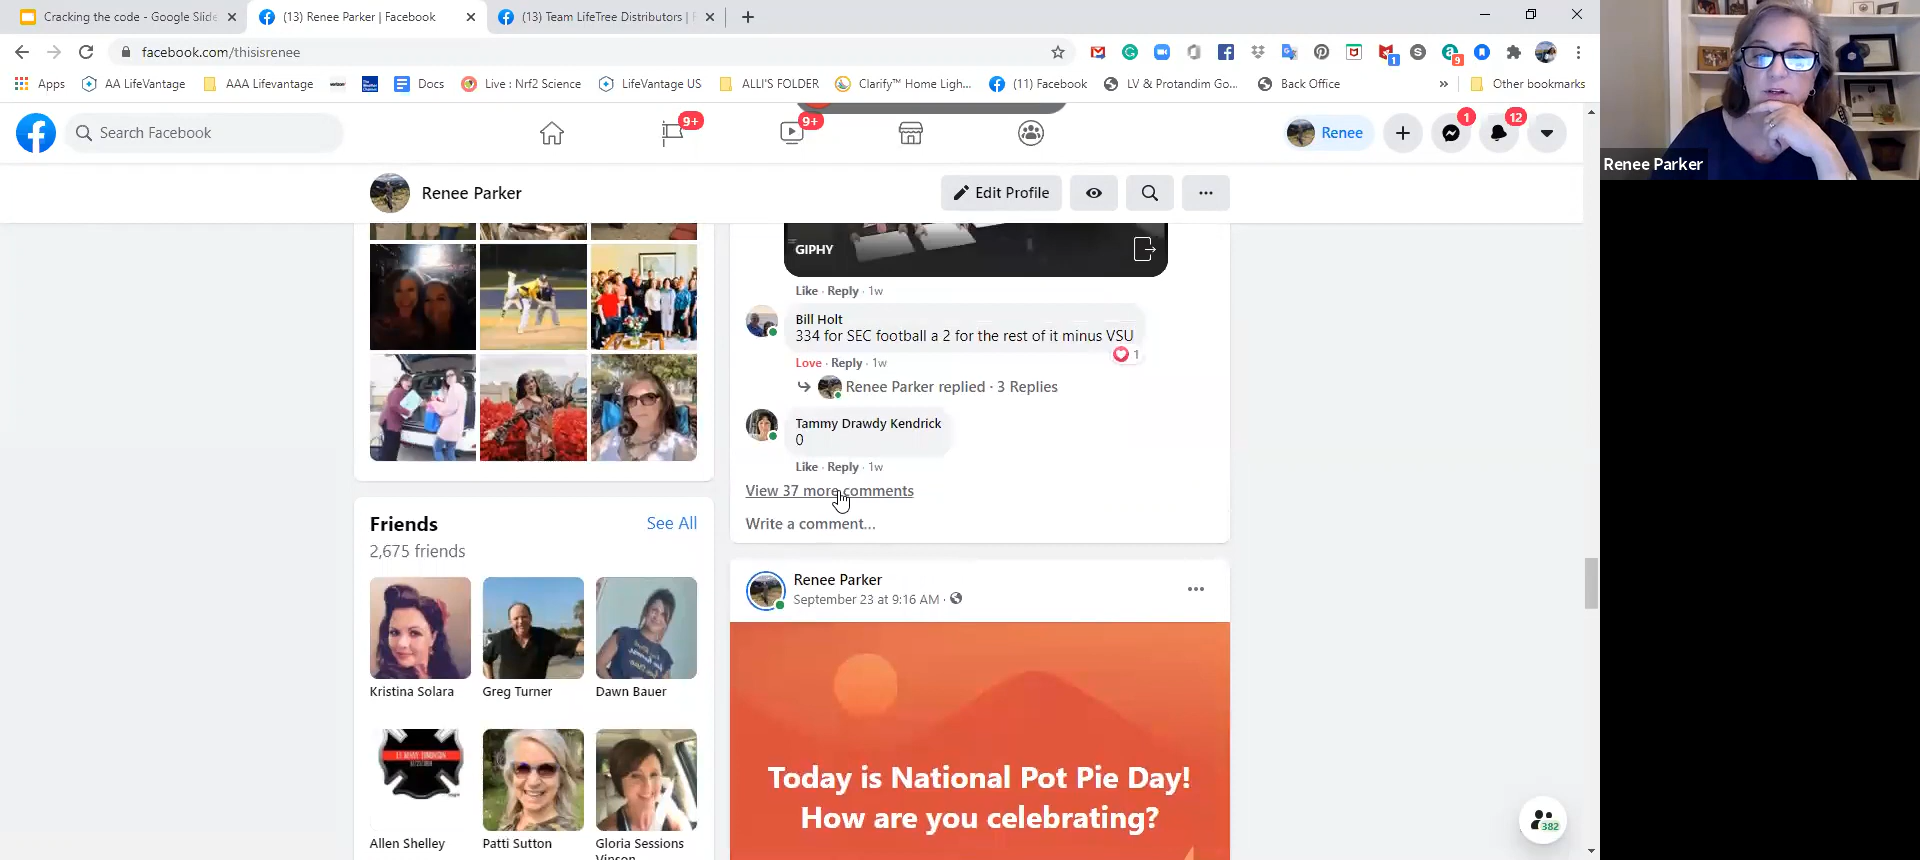 Cracking the code - Google Slide
(13) Renee Parker | Facebook
(13) Team LifeTree Distributors |
facebook.com/thisisrenee
1
9
Apps
AA LifeVantage
AAA Lifevantage
Docs
Live : Nrf2 Science
LifeVantage US
ALLI'S FOLDER
Clarify™ Home Ligh...
(11) Facebook
LV & Protandim Go...
Back Office
»
Other bookmarks
Search Facebook
9+
9+
Renee
1
12
Renee Parker
Edit Profile
Renee Parker
GIPHY
Like · Reply · 1w
Bill Holt
334 for SEC football a 2 for the rest of it minus VSU
1
Love · Reply · 1w
Renee Parker replied · 3 Replies
Tammy Drawdy Kendrick
0
Like · Reply · 1w
View 37 more comments
Write a comment...
Friends
See All
2,675 friends
Kristina Solara
Greg Turner
Dawn Bauer
Allen Shelley
Patti Sutton
Gloria Sessions
Vinson
Renee Parker
September 23 at 9:16 AM ·
Today is National Pot Pie Day!
How are you celebrating?
382